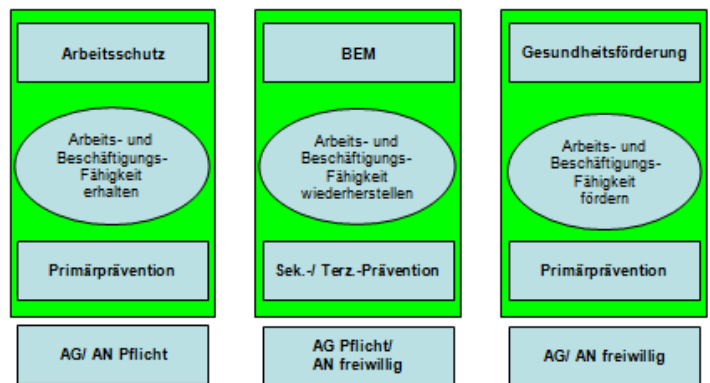 Arbeitsschutz
Arbeits- und
Beschäftigungs-
Fähigkeit
erhalten
Primärprävention
AG/ AN Pflicht
BEM
Arbeits- und
Beschäftigungs-
Fähigkeit
wiederherstellen
Sek.-/ Terz.-Prävention
AG Pflicht/
AN freiwillig
Gesundheitsförderung
Arbeits- und
Beschäftigungs-
Fähigkeit
fördern
Primärprävention
AG/ AN freiwillig